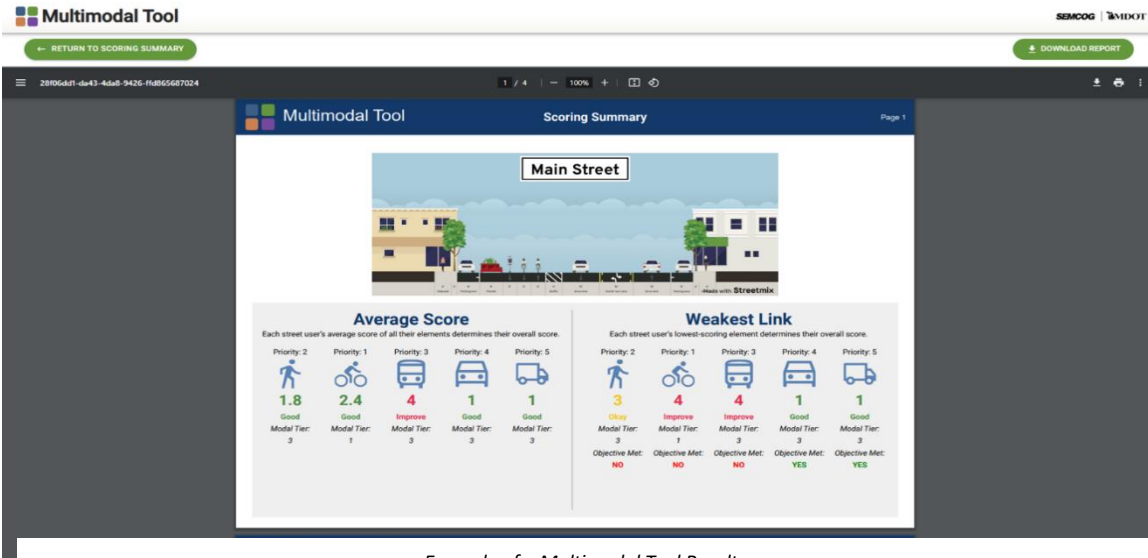 Multimodal Tool
SEMCOG | MDOT
← RETURN TO SCORING SUMMARY
DOWNLOAD REPORT
28f06dd1-da43-4da8-9426-ffd865687024
1 / 4 | − 100% +
Multimodal Tool
Scoring Summary
Page 1
Main Street
Made with Streetmix
Average Score
Each street user's average score of all their elements determines their overall score.
Priority: 2 Priority: 1 Priority: 3 Priority: 4 Priority: 5
1.8 2.4 4 1 1
Good Good Improve Good Good
Modal Tier: Modal Tier: Modal Tier: Modal Tier: Modal Tier:
3 1 3 3 3
Weakest Link
Each street user's lowest-scoring element determines their overall score.
Priority: 2 Priority: 1 Priority: 3 Priority: 4 Priority: 5
3 4 4 1 1
Okay Improve Improve Good Good
Modal Tier: Modal Tier: Modal Tier: Modal Tier: Modal Tier:
3 1 3 3 3
Objective Met: Objective Met: Objective Met: Objective Met: Objective Met:
NO NO NO YES YES